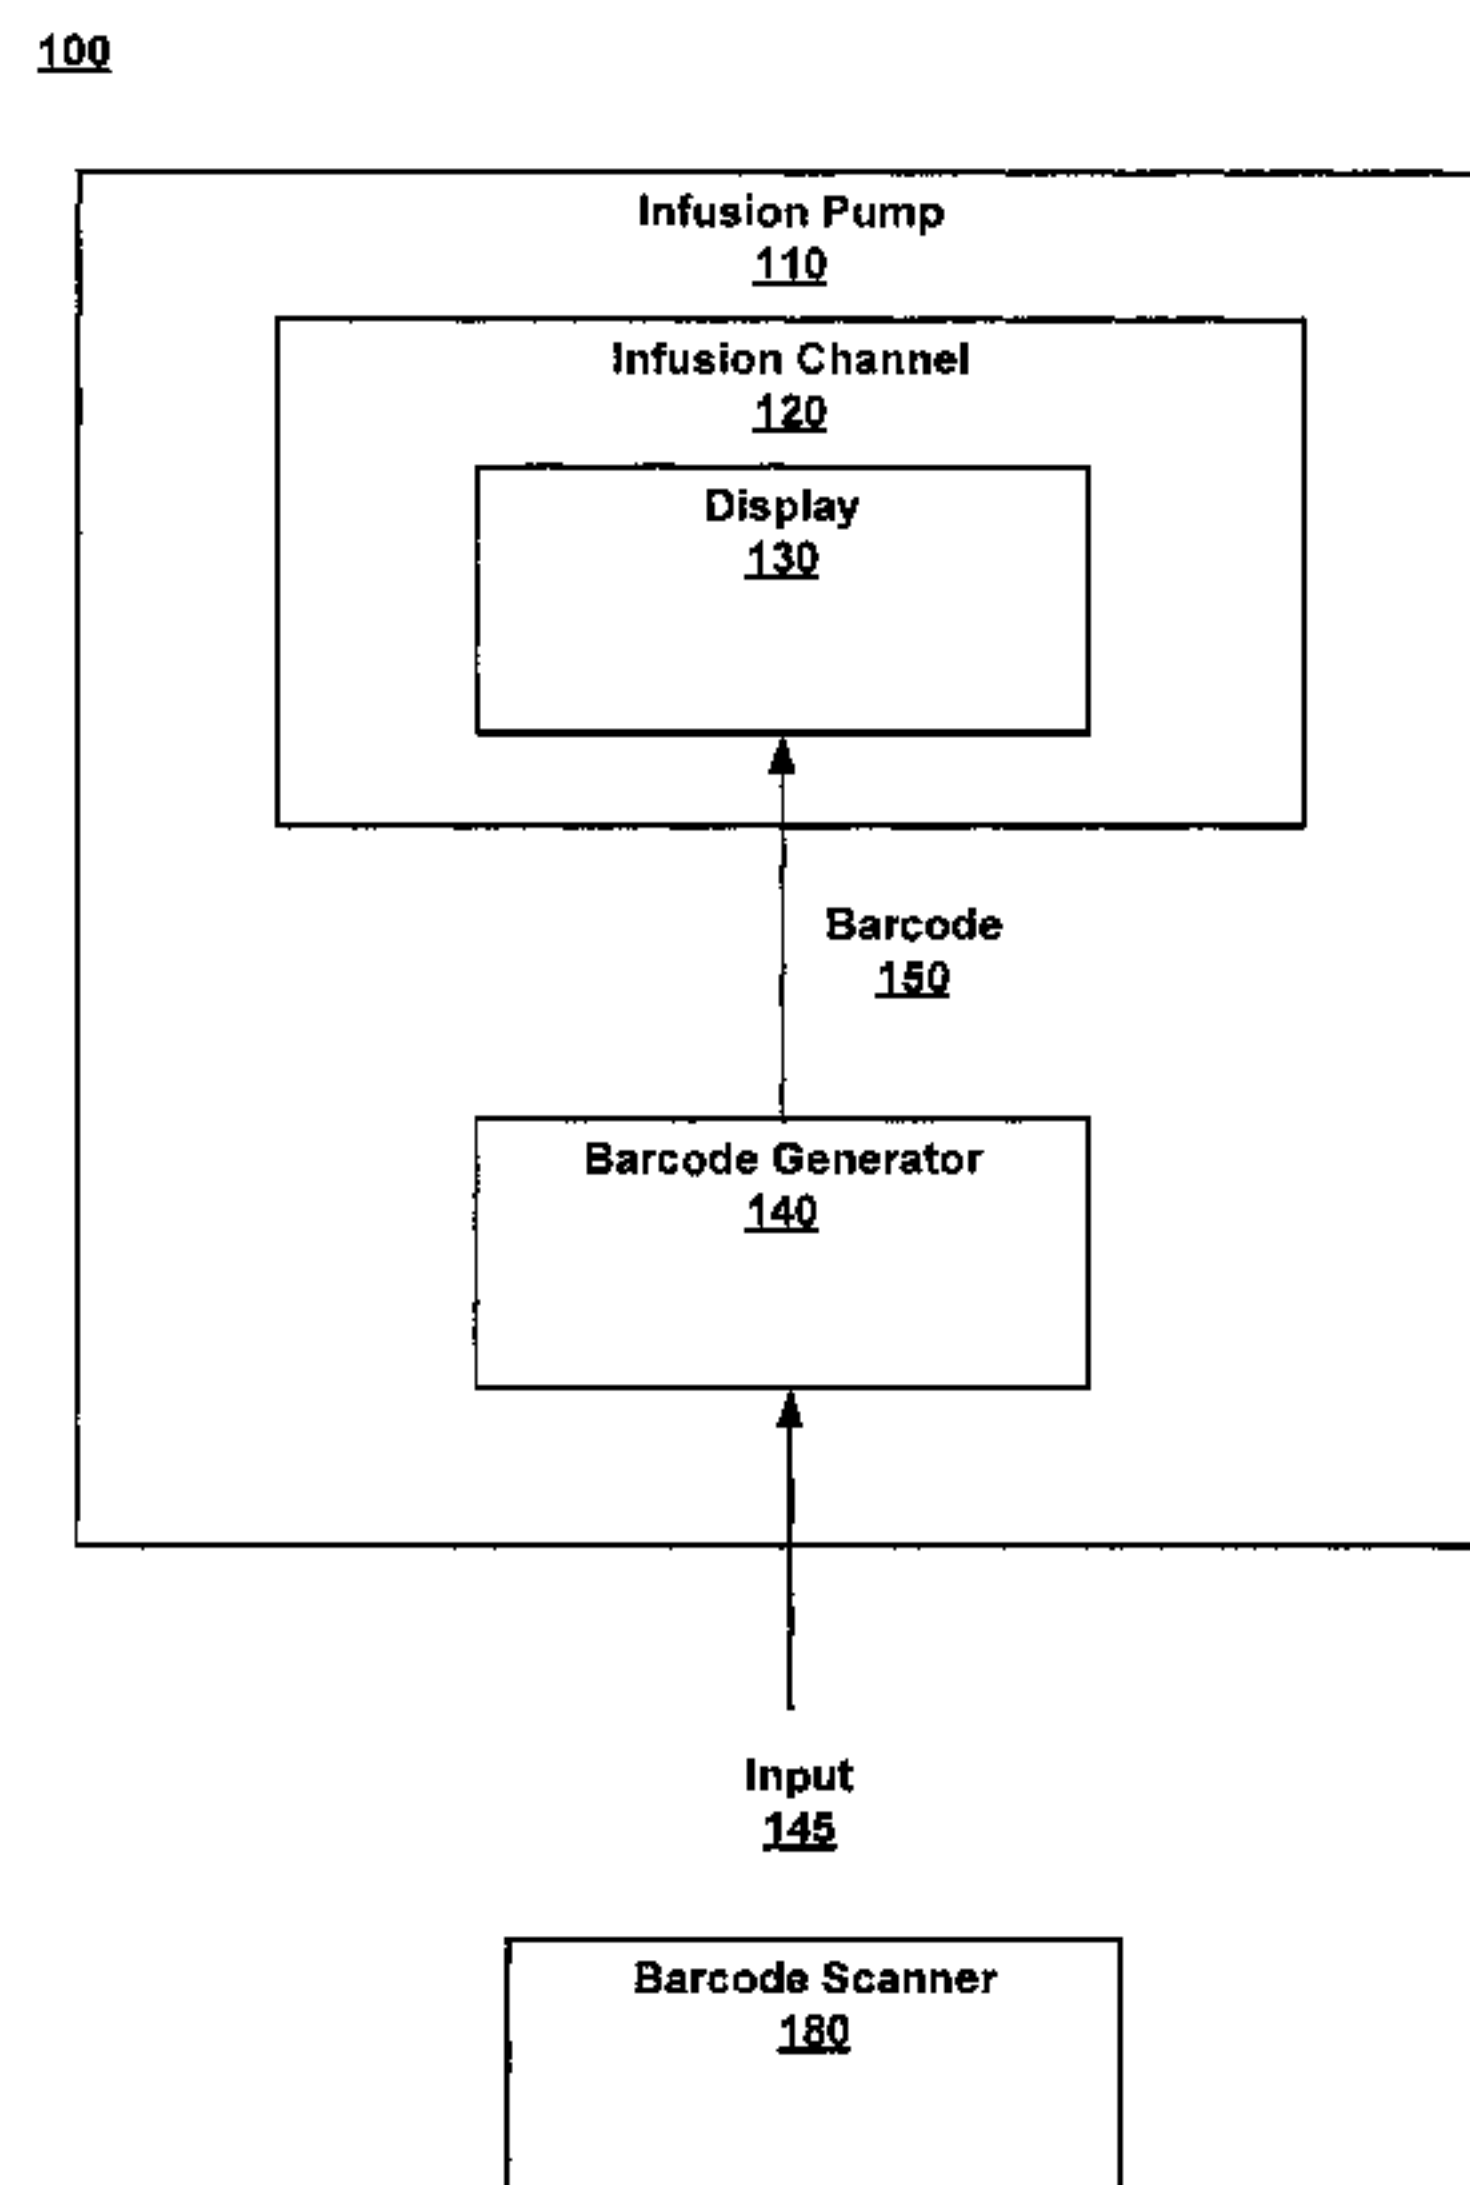 100
Infusion Pump
110
Infusion Channel
120
Display
130
Barcode
150
Barcode Generator
140
Input
145
Barcode Scanner
180